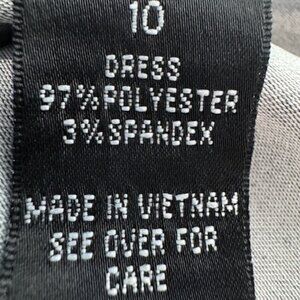 10
DRESS
97%POLYESTER
3%SPANDEX
MADE IN VIETNAM
SEE OVER FOR
CARE